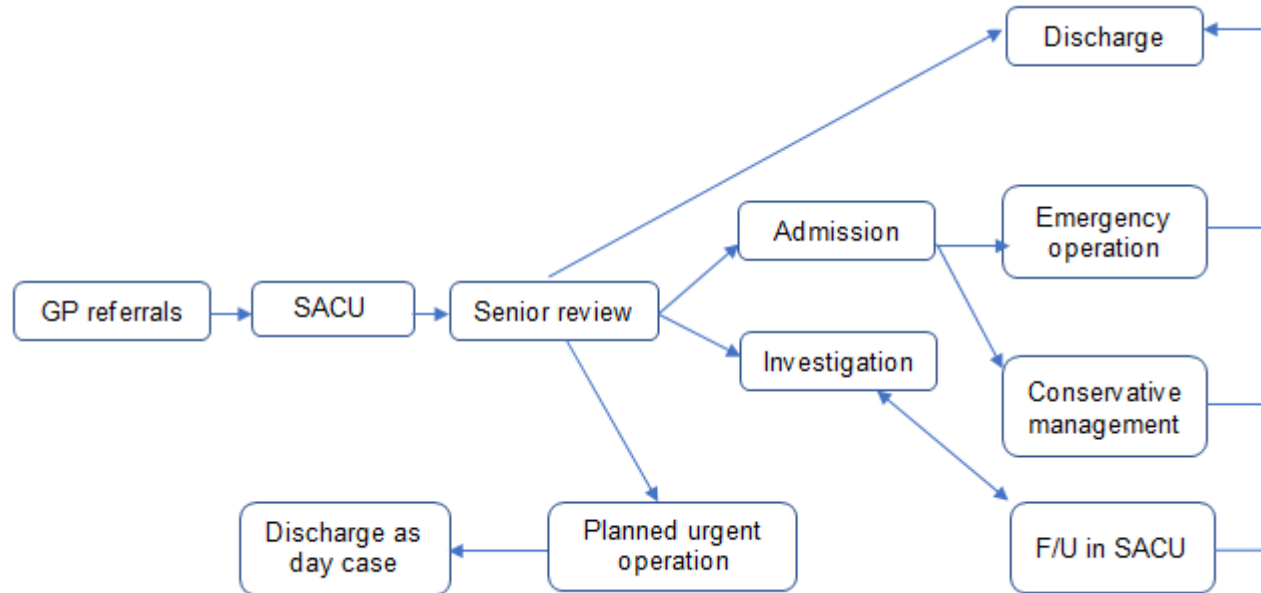 Discharge
Emergency
operation
Admission
GP referrals
SACU
Senior review
Investigation
Conservative
management
Discharge as
day case
Planned urgent
operation
F/U in SACU